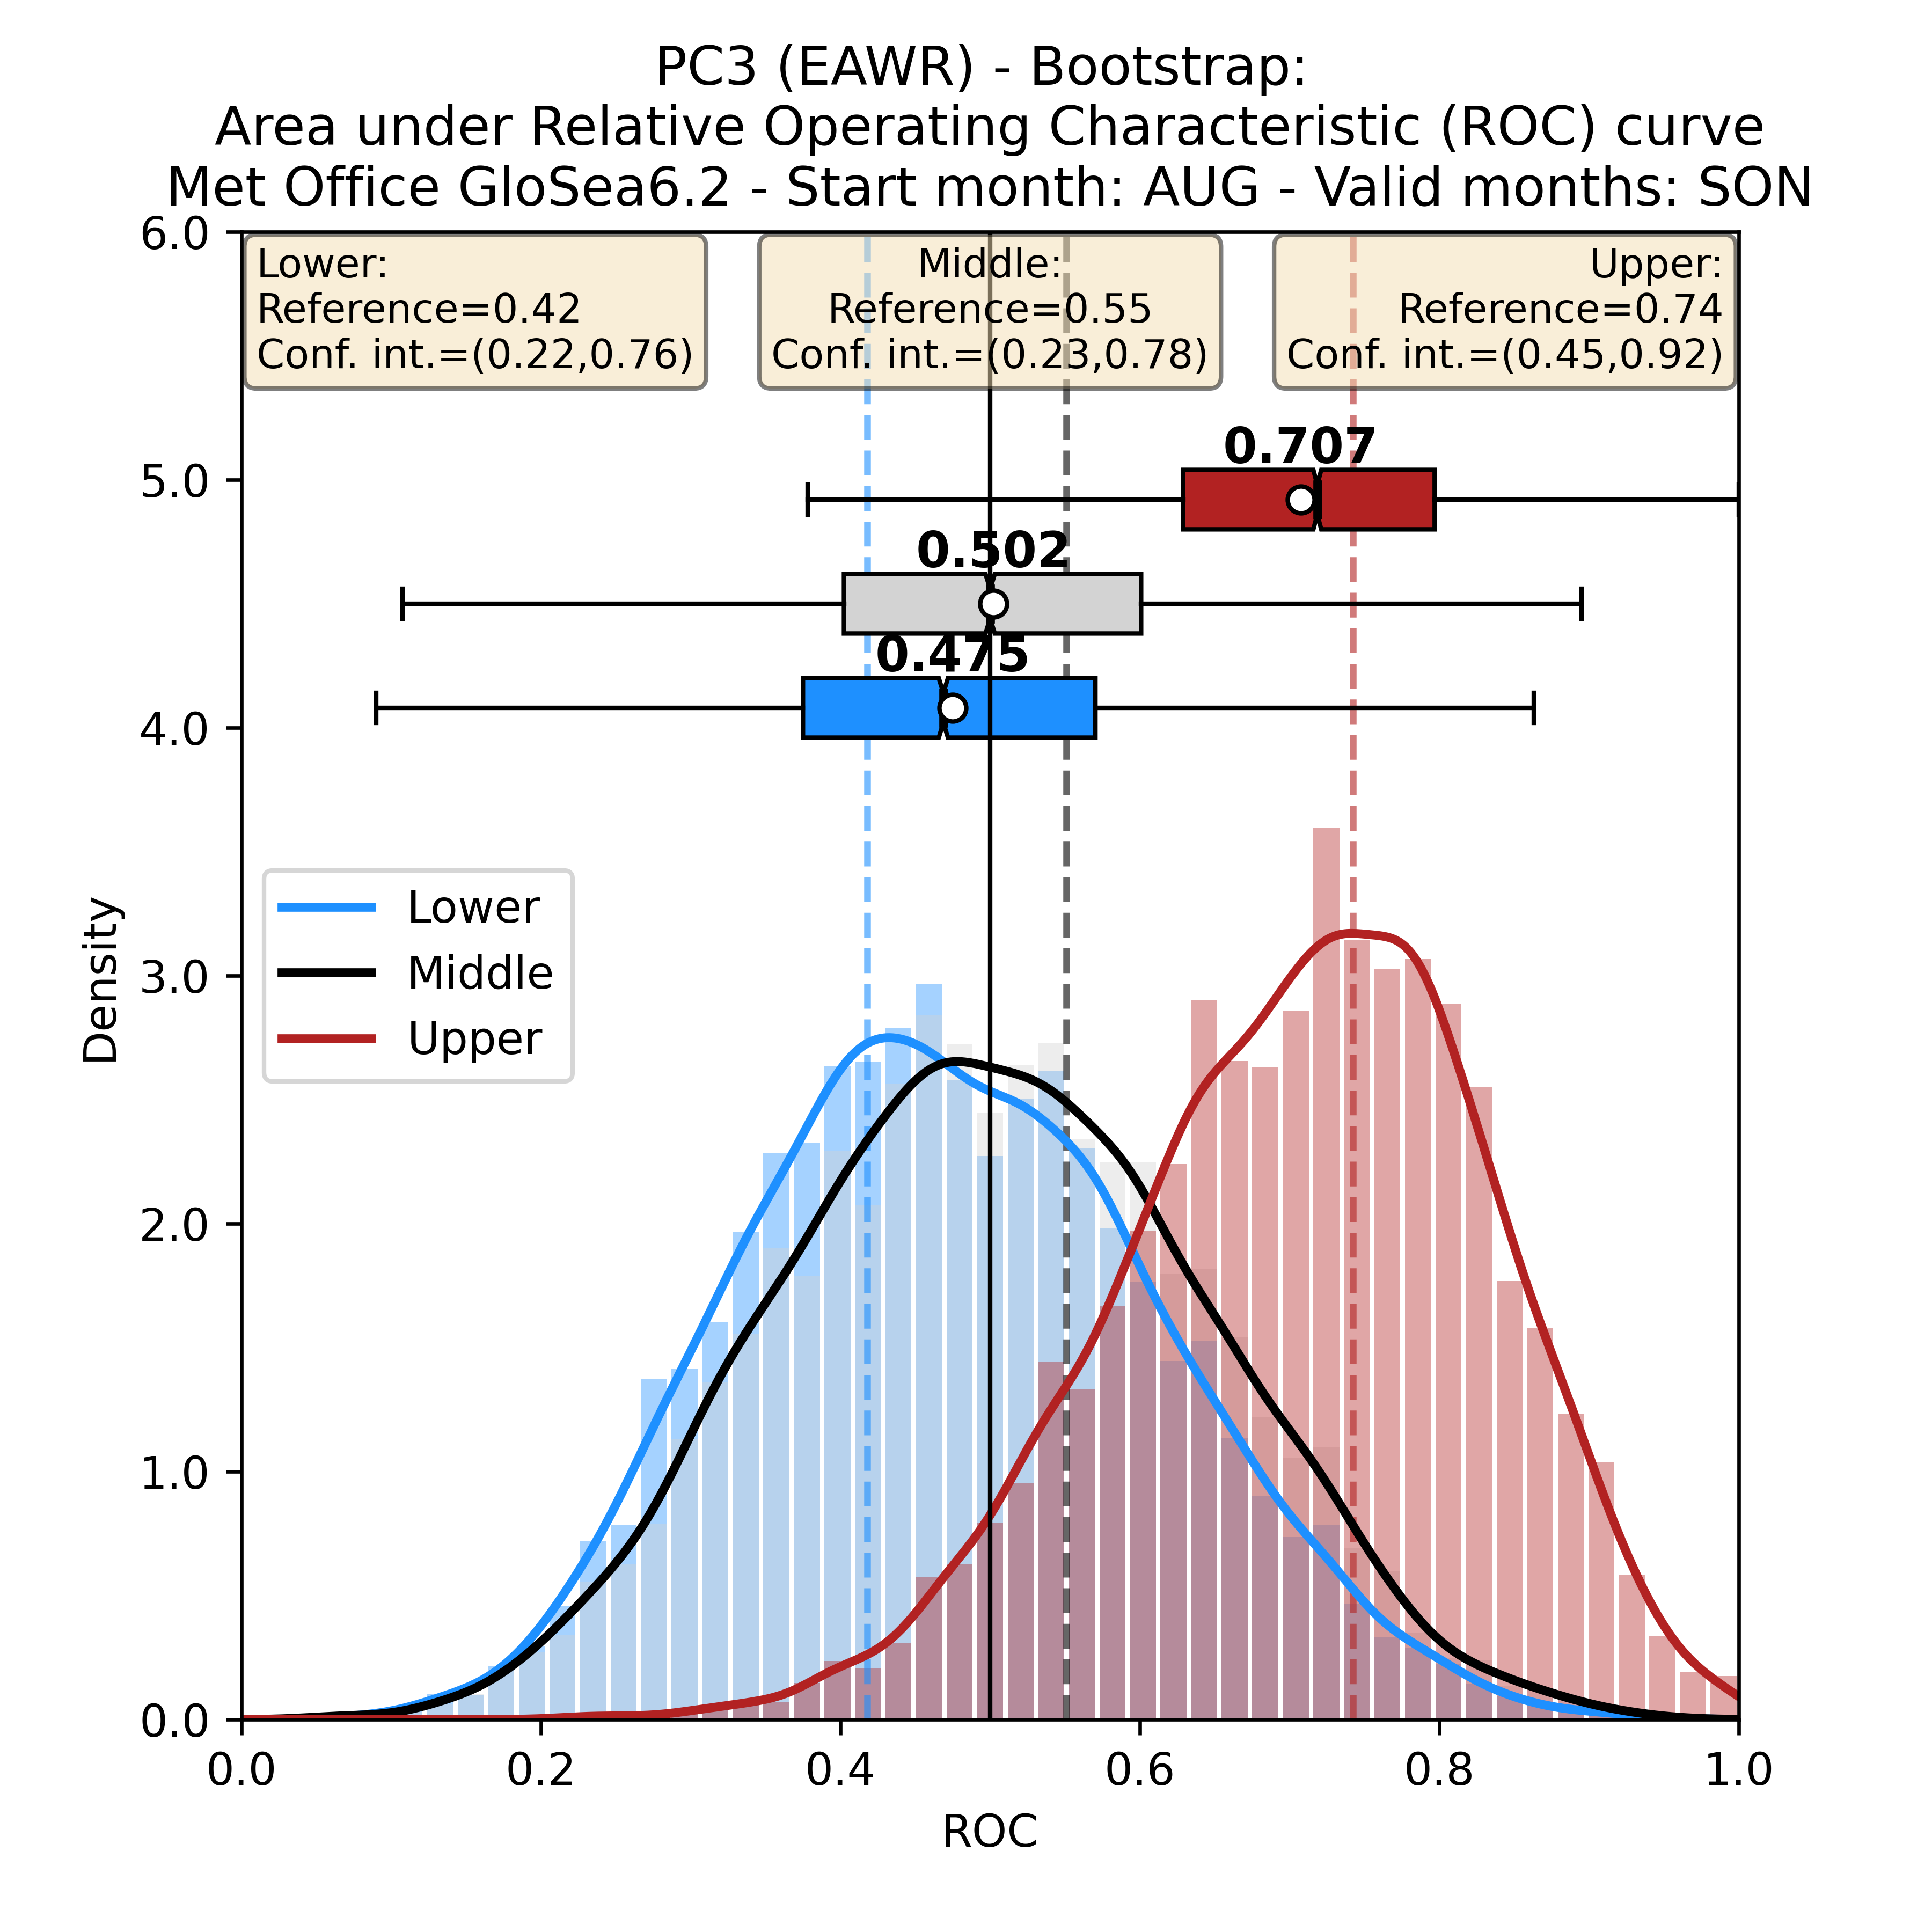 PC3 (EAWR) - Bootstrap:
Area under Relative Operating Characteristic (ROC) curve
Met Office GloSea6.2 - Start month: AUG - Valid months: SON
Lower:
Reference=0.42
Conf. int.=(0.22,0.76)
Middle:
Reference=0.55
Conf. int.=(0.23,0.78)
Upper:
Reference=0.74
Conf. int.=(0.45,0.92)
0.707
0.502
0.475
6.0
5.0
4.0
3.0
2.0
1.0
0.0
Density
Lower
Middle
Upper
0.0
0.2
0.4
0.6
0.8
1.0
ROC